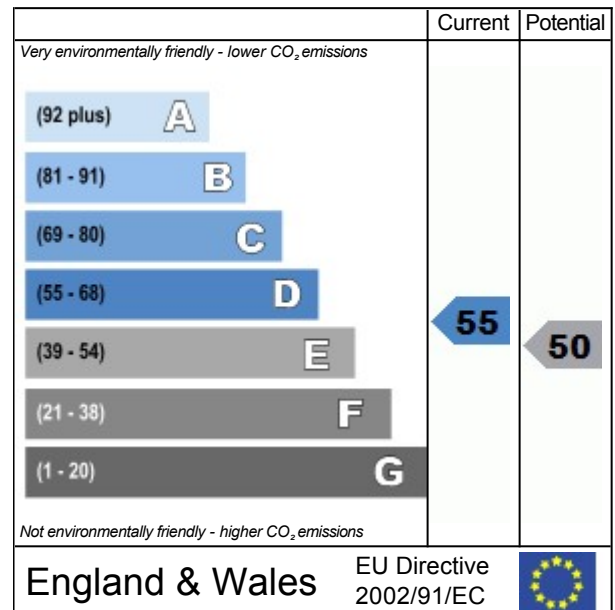 Current Potential
Very environmentally friendly - lower CO₂ emissions
(92 plus) A
(81 - 91) B
(69 - 80) C
(55 - 68) D
(39 - 54) E
(21 - 38) F
(1 - 20) G
55
50
Not environmentally friendly - higher CO₂ emissions
England & Wales
EU Directive
2002/91/EC